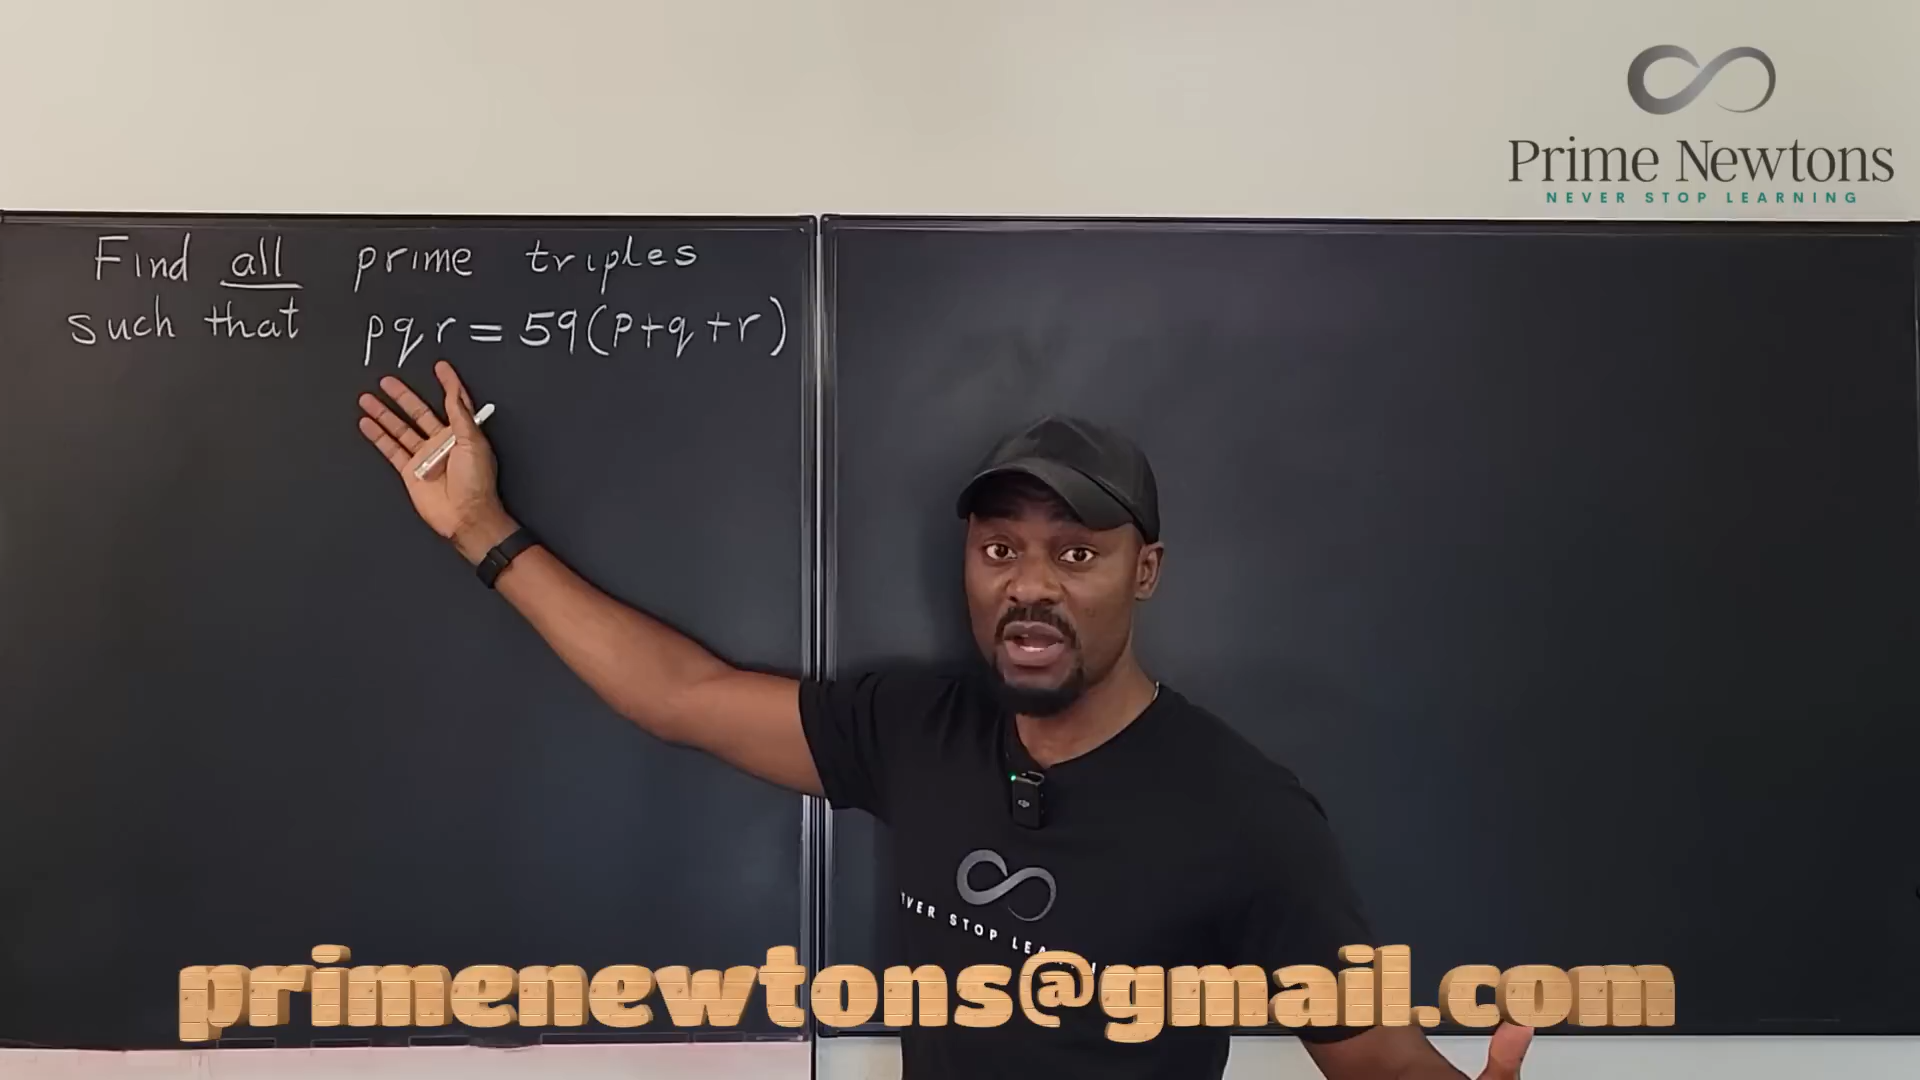 Prime Newtons
NEVER STOP LEARNING
Find all prime triples
such that pqr = 59(p+q+r)
primenewtons@gmail.com